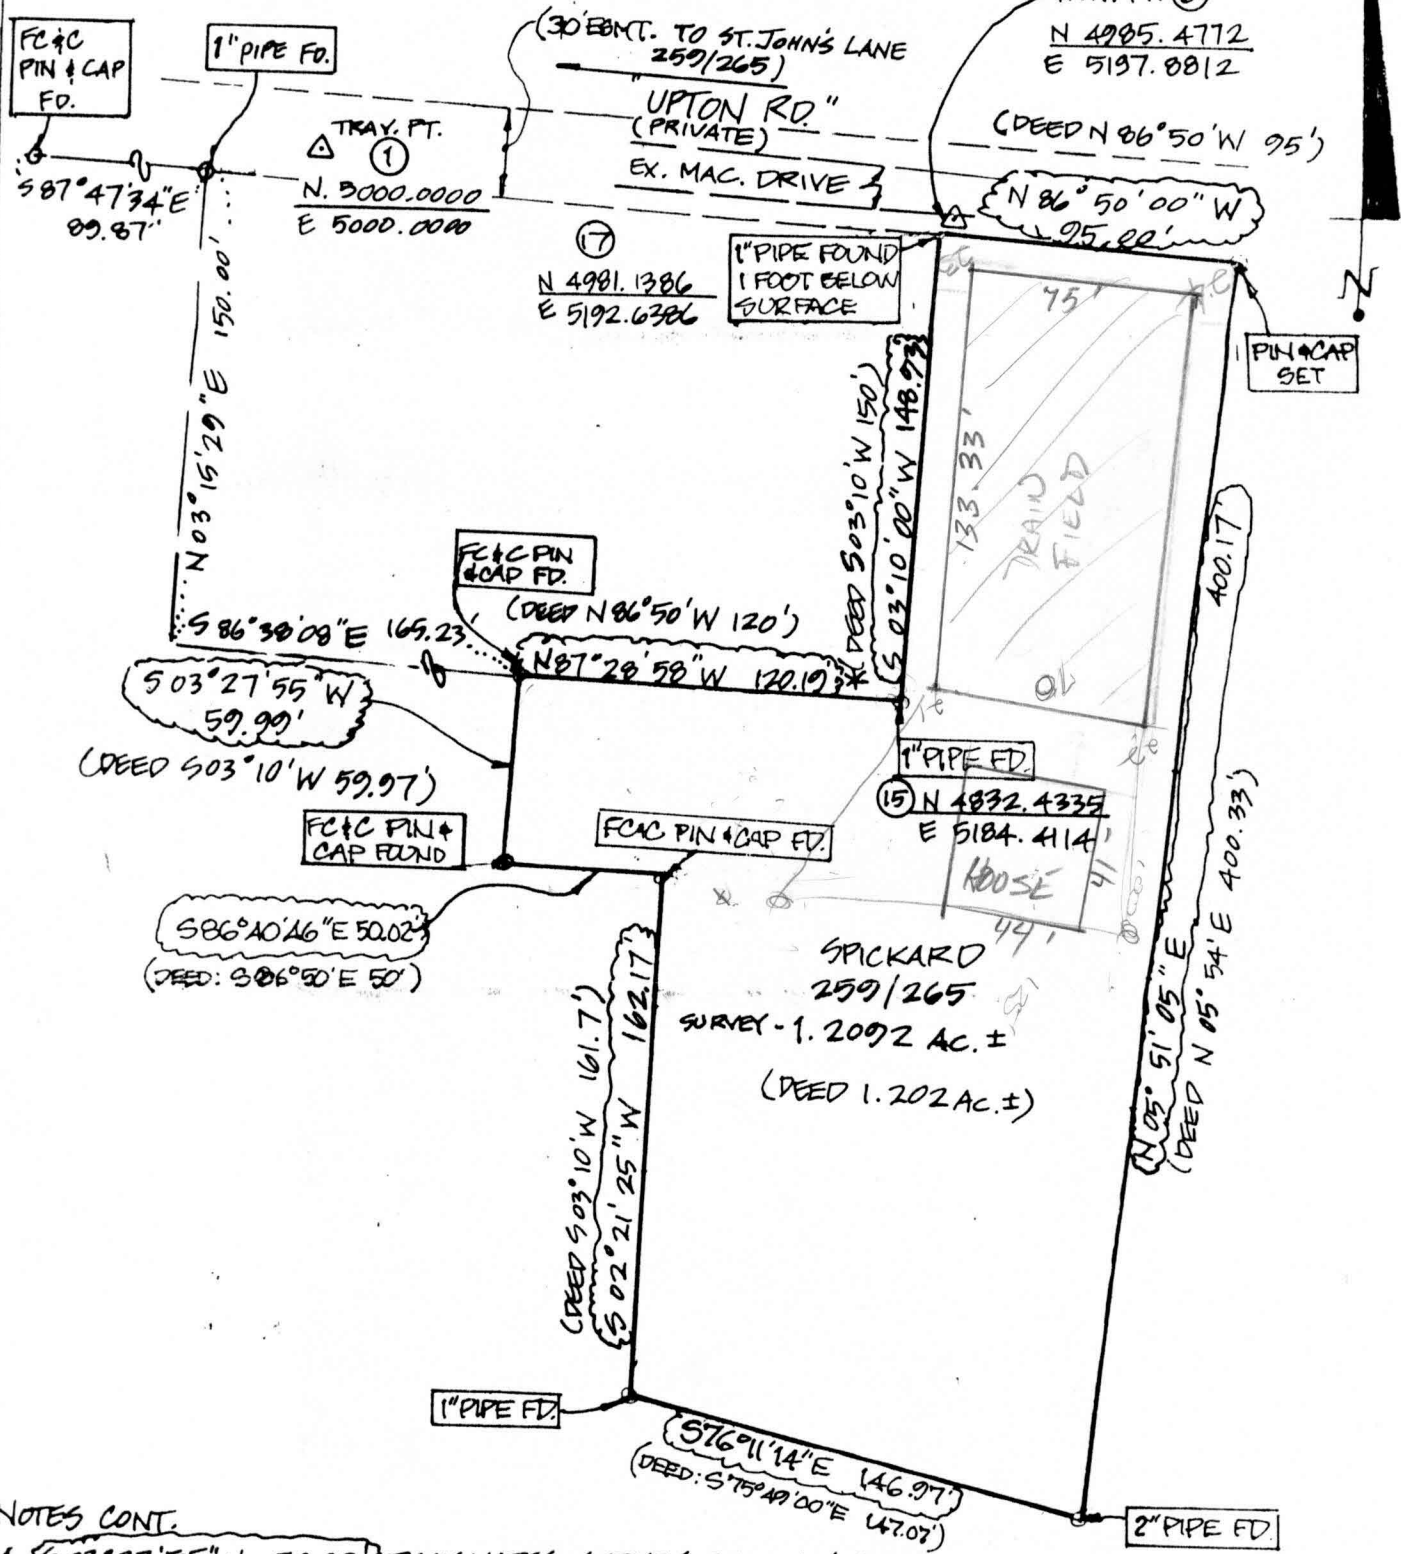 FC&C
PIN & CAP
FD.
1" PIPE FD.
(30' ESMT. TO ST. JOHN'S LANE
259/265)
"UPTON RD."
(PRIVATE)
EX. MAC. DRIVE
N 4985.4772
E 5197.8812
(DEED N 86°50'W 95')
N 86°50'00" W
95.00'
TRAV. PT.
1
N. 5000.0000
E 5000.0000
S 87°47'34"E
89.87'
17
N 4981.1386
E 5192.6386
1" PIPE FOUND
1 FOOT BELOW
SURFACE
75'
PIN & CAP
SET
N
N 03°15'29"E 150.00'
(DEED S03°10'W 150')
S 03°10'00"W 148.93'
133.33'
DRAIN
FIELD
400.17'
N 05°51'05"E
(DEED N 05°54'E 400.33')
FC&C PIN
& CAP FD.
(DEED N 86°50'W 120')
S 86°38'08"E 165.23'
N87°28'58"W 120.19' *
S 03°27'55"W
59.99'
(DEED S03°10'W 59.97')
10
1" PIPE FD.
15 N 4832.4335
E 5184.4114
FC&C PIN &
CAP FOUND
FC&C PIN & CAP FD.
HOUSE
41'
44'
S86°40'46"E 50.02'
(DEED: S86°50'E 50')
SPICKARD
259/265
SURVEY - 1.2092 AC. ±
(DEED 1.202 AC. ±)
(DEED S03°10'W 161.7')
S 02°21'25"W 162.17'
1" PIPE FD.
S76°11'14"E 146.97'
(DEED: S75°49'00"E 147.07')
2" PIPE FD.
NOTES CONT.